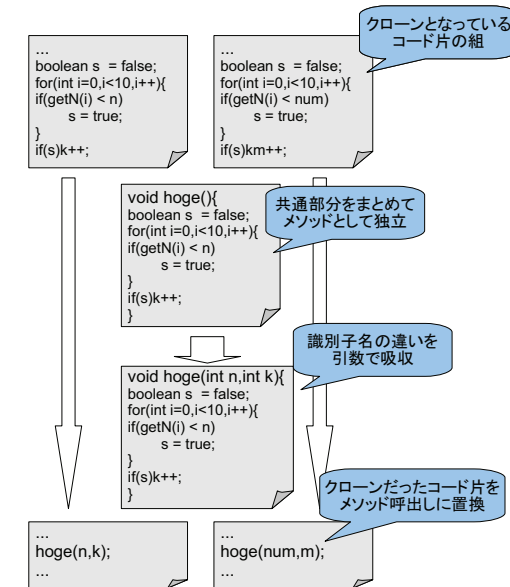 クローンとなっている
コード片の組
...
boolean s = false;
for(int i=0,i<10,i++){
if(getN(i) < n)
s = true;
}
if(s)k++;
...
boolean s = false;
for(int i=0,i<10,i++){
if(getN(i) < num)
s = true;
}
if(s)km++;
共通部分をまとめて
メソッドとして独立
void hoge(){
boolean s = false;
for(int i=0,i<10,i++){
if(getN(i) < n)
s = true;
}
if(s)k++;
}
識別子名の違いを
引数で吸収
void hoge(int n,int k){
boolean s = false;
for(int i=0,i<10,i++){
if(getN(i) < n)
s = true;
}
if(s)k++;
}
クローンだったコード片を
メソッド呼出しに置換
...
hoge(n,k);
...
...
hoge(num,m);
...